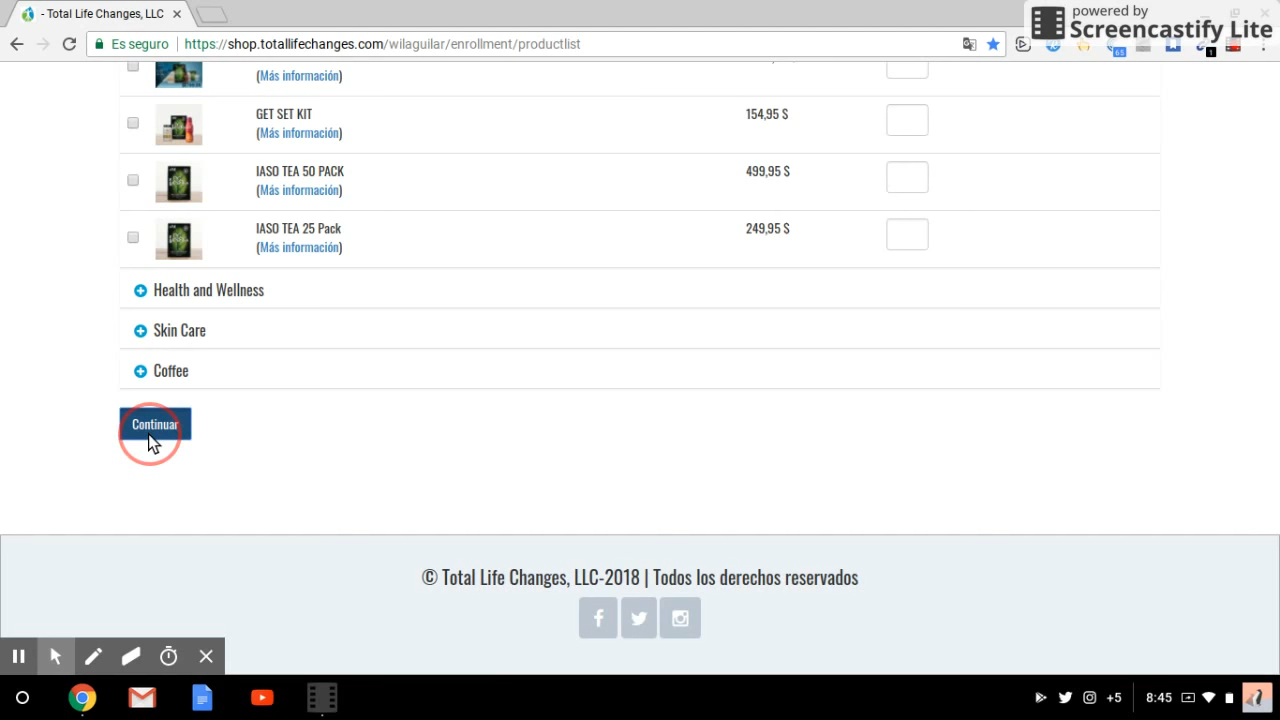 - Total Life Changes, LLC
powered by
Screencastify Lite
Es seguro
https://shop.totallifechanges.com/wilaguilar/enrollment/productlist
65
1
(Más información)
GET SET KIT
154,95 $
(Más información)
IASO TEA 50 PACK
499,95 $
(Más información)
IASO TEA 25 Pack
249,95 $
(Más información)
Health and Wellness
Skin Care
Coffee
Continuar
© Total Life Changes, LLC-2018 | Todos los derechos reservados
+5
8:45